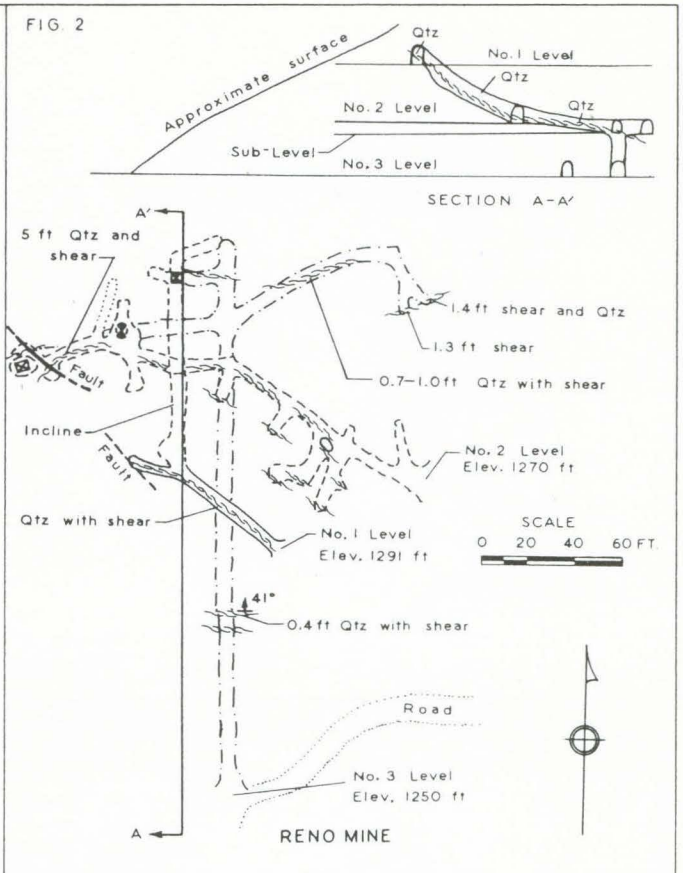 FIG. 2
Qtz
No. 1 Level
Qtz
Approximate surface
No. 2 Level
Qtz
Sub-Level
No. 3 Level
SECTION A-A'
A'
5 ft Qtz and
shear
1.4 ft shear and Qtz
1.3 ft shear
Fault
0.7-1.0 ft Qtz with shear
Incline
Fault
No. 2 Level
Elev. 1270 ft
Qtz with shear
No. 1 Level
Elev. 1291 ft
SCALE
0 20 40 60 FT.
41°
0.4 ft Qtz with shear
Road
No. 3 Level
Elev. 1250 ft
A
RENO MINE